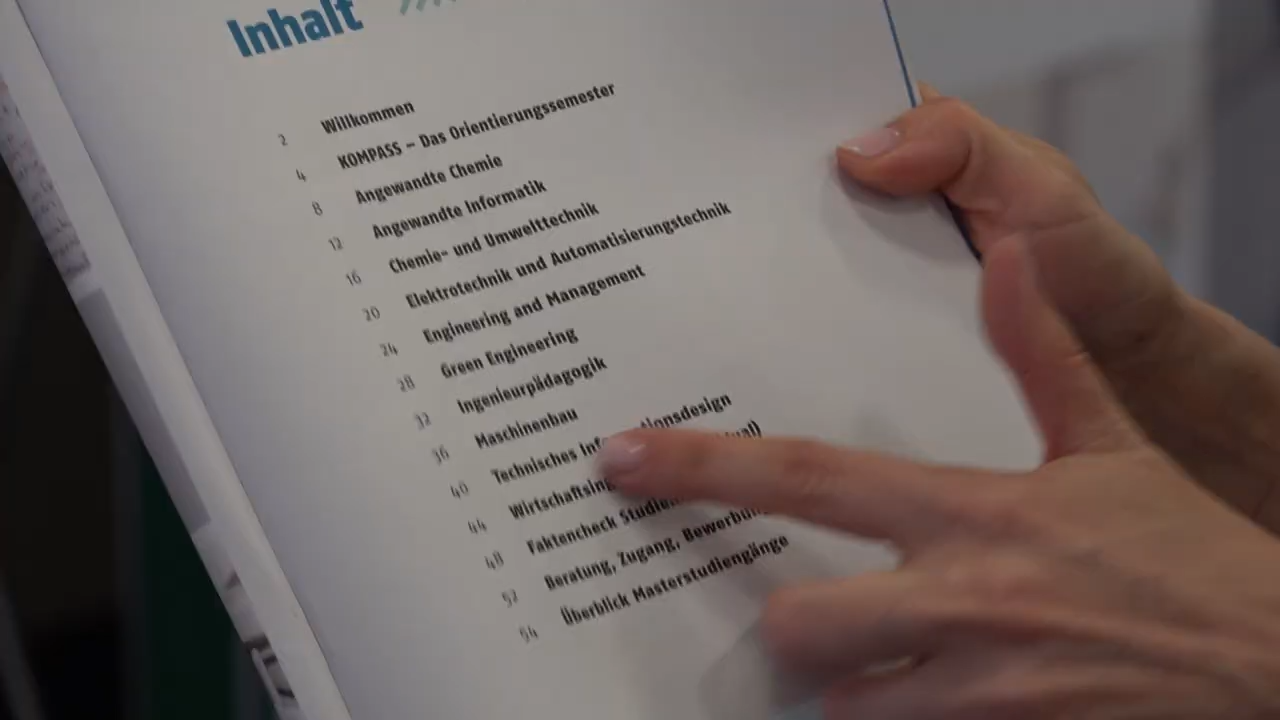 Inhalt
2 Willkommen
4 KOMPASS – Das Orientierungssemester
8 Angewandte Chemie
12 Angewandte Informatik
16 Chemie- und Umwelttechnik
20 Elektrotechnik und Automatisierungstechnik
24 Engineering and Management
28 Green Engineering
32 Ingenieurpädagogik
36 Maschinenbau
40 Technisches
44
48 Faktencheck
52 Beratung, Zugang,
54 Überblick Masterstudiengänge